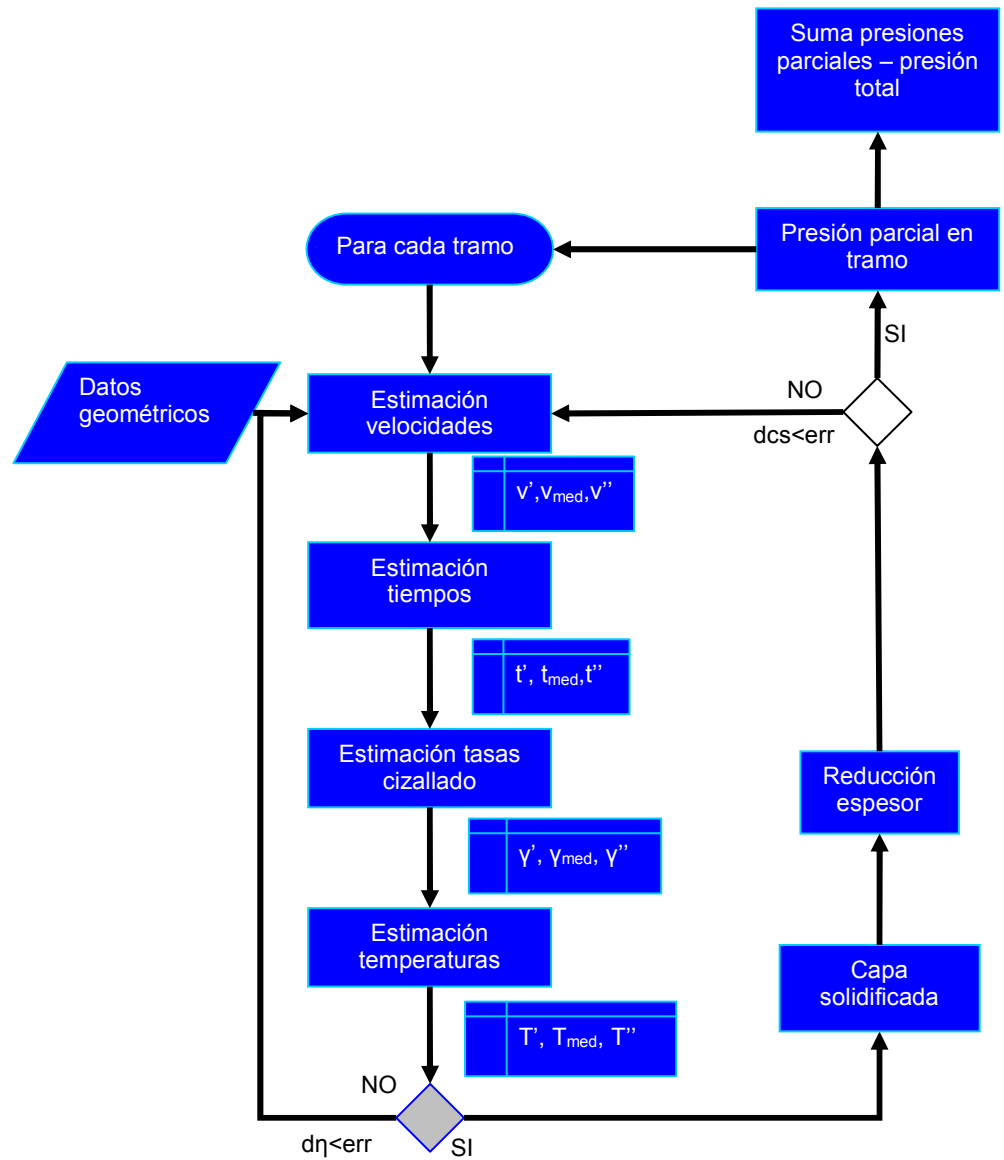 Suma presiones
parciales – presión
total
Para cada tramo
Presión parcial en
tramo
SI
Datos
geométricos
Estimación
velocidades
NO
dcs<err
v’,vmed,v’’
Estimación
tiempos
t’, tmed,t’’
Estimación tasas
cizallado
Reducción
espesor
γ’, γmed, γ’’
Estimación
temperaturas
Capa
solidificada
T’, Tmed, T’’
NO
dη<err
SI